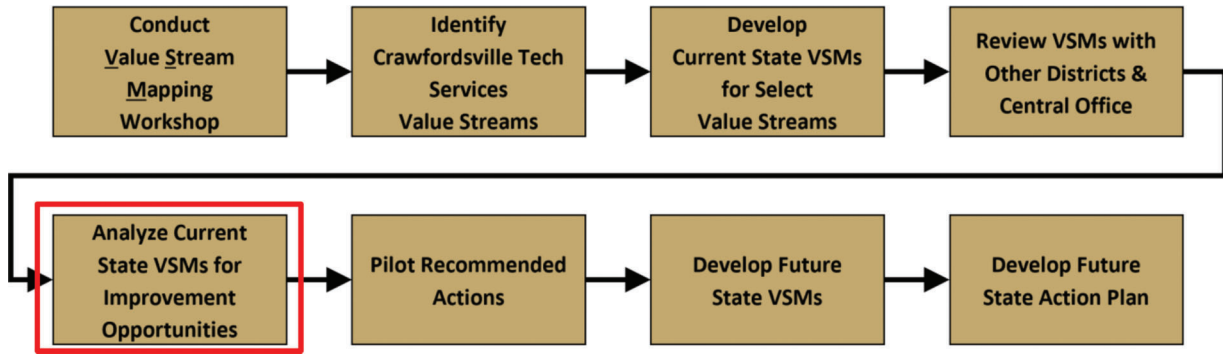 Conduct
Value Stream
Mapping
Workshop
Identify
Crawfordsville Tech
Services
Value Streams
Develop
Current State VSMs
for Select
Value Streams
Review VSMs with
Other Districts &
Central Office
Analyze Current
State VSMs for
Improvement
Opportunities
Pilot Recommended
Actions
Develop Future
State VSMs
Develop Future
State Action Plan